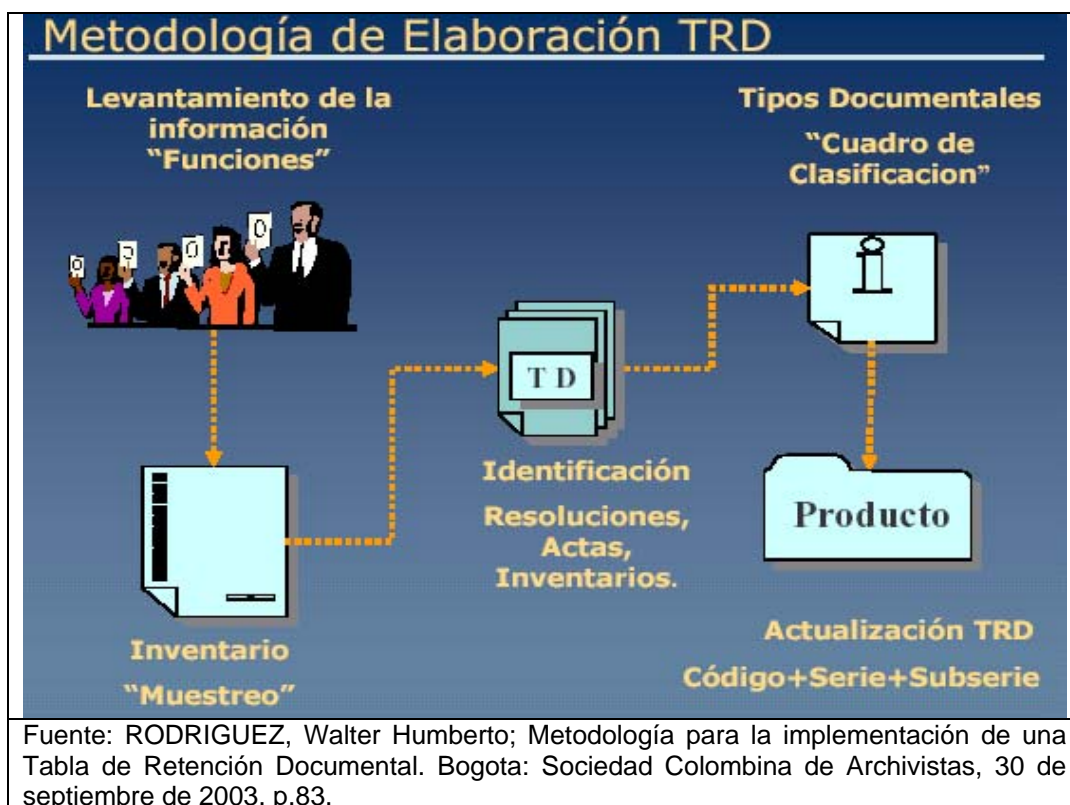 Metodología de Elaboración TRD
Levantamiento de la
información
“Funciones”
Tipos Documentales
“Cuadro de
Clasificacion”
T D
Identificación
Resoluciones,
Actas,
Inventarios.
Producto
Inventario
“Muestreo”
Actualización TRD
Código+Serie+Subserie
Fuente: RODRIGUEZ, Walter Humberto; Metodología para la implementación de una
Tabla de Retención Documental. Bogota: Sociedad Colombina de Archivistas, 30 de
septiembre de 2003. p.83.